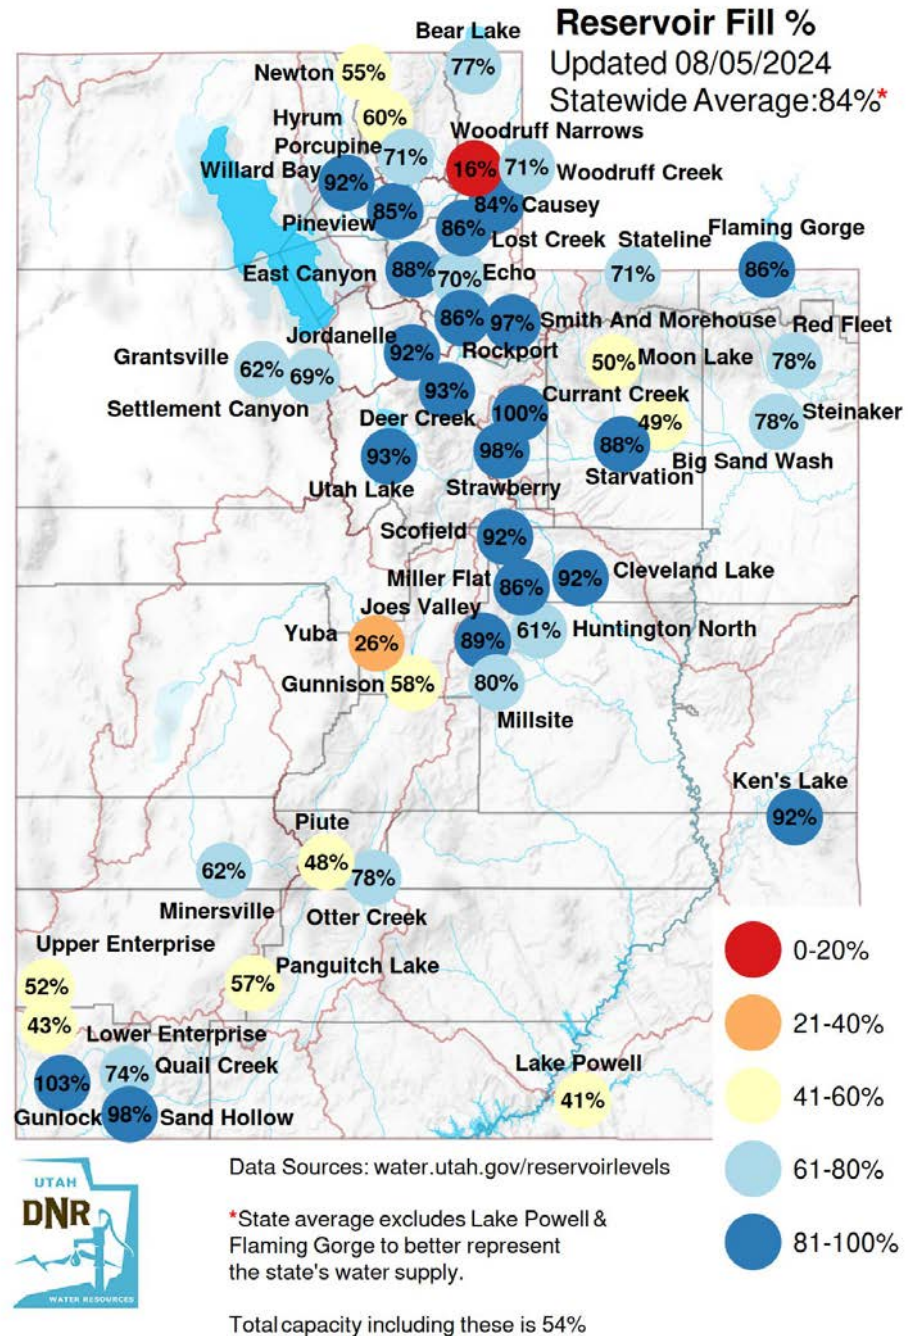 Reservoir Fill %
Updated 08/05/2024
Statewide Average:84%*
Bear Lake
77%
Newton 55%
Hyrum 60%
Woodruff Narrows
Porcupine 71%
16% 71% Woodruff Creek
Willard Bay 92%
84% Causey
Pineview 85%
86% Lost Creek
Stateline
71%
Flaming Gorge
86%
East Canyon 88%
70% Echo
86% 97% Smith And Morehouse
Rockport
Red Fleet
78%
Jordanelle
92%
Grantsville 62% 69%
Settlement Canyon
50% Moon Lake
93%
Deer Creek
Currant Creek
100%
49%
Big Sand Wash
78% Steinaker
88%
Starvation
93%
Utah Lake
98%
Strawberry
Scofield 92%
Miller Flat 86%
92% Cleveland Lake
Joes Valley
89%
61% Huntington North
Yuba 26%
Gunnison 58%
80%
Millsite
Ken's Lake
92%
Piute
48%
78%
Otter Creek
62%
Minersville
Upper Enterprise
52%
57% Panguitch Lake
43%
Lower Enterprise
103%
Gunlock
74% Quail Creek
98% Sand Hollow
Lake Powell
41%
0-20%
21-40%
41-60%
61-80%
81-100%
UTAH
DNR
WATER RESOURCES
Data Sources: water.utah.gov/reservoirlevels
*State average excludes Lake Powell &
Flaming Gorge to better represent
the state's water supply.
Total capacity including these is 54%